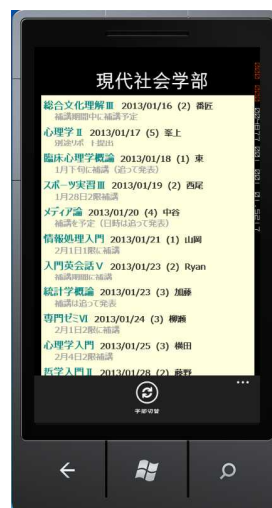 現代社会学部
総合文化理解Ⅲ 2013/01/16 (2) 番匠
補講期間中に補講予定
心理学Ⅱ 2013/01/17 (5) 峯上
別途リポート提出
臨床心理学概論 2013/01/18 (1) 東
1月下旬に補講（追って発表）
スポーツ実習Ⅲ 2013/01/19 (2) 西尾
1月28日2限補講
メディア論 2013/01/20 (4) 中谷
補講を予定（日時は追って発表）
情報処理入門 2013/01/21 (1) 山岡
2月1日1限に補講
入門英会話Ⅴ 2013/01/23 (2) Ryan
補講期間に補講
統計学概論 2013/01/23 (3) 加藤
補講は追って発表
専門ゼミⅥ 2013/01/24 (3) 柳瀬
2月1日2限に補講
心理学入門 2013/01/25 (3) 横田
2月4日2限補講
哲学入門Ⅱ 2013/01/28 (2) 藤野
学部切替